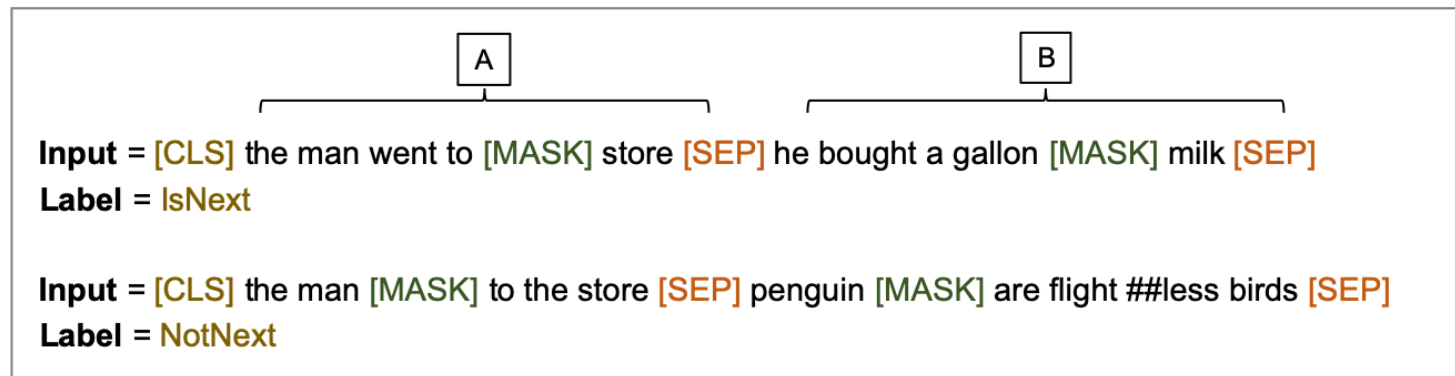 A B
Input = [CLS] the man went to [MASK] store [SEP] he bought a gallon [MASK] milk [SEP]
Label = IsNext
Input = [CLS] the man [MASK] to the store [SEP] penguin [MASK] are flight ##less birds [SEP]
Label = NotNext